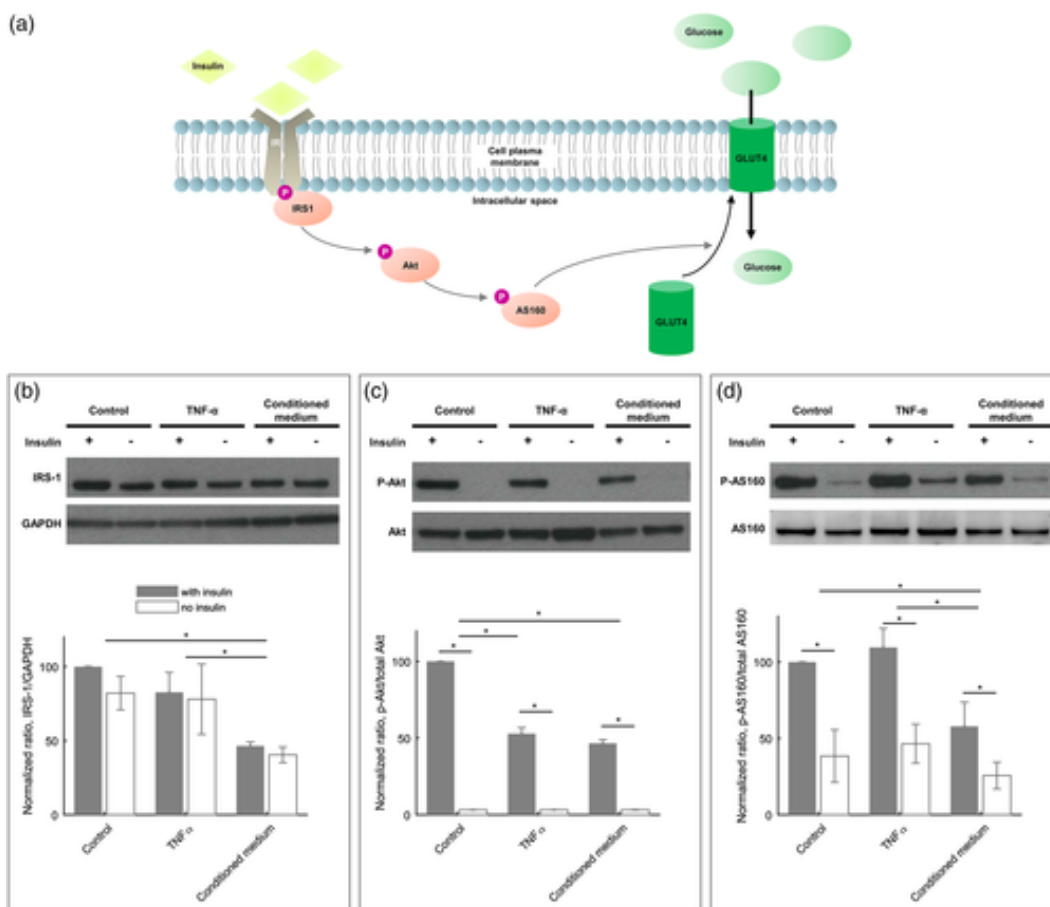 (a)
Glucose
Insulin
IR
Cell plasma
membrane
GLUT4
P
IRS1
Intracellular space
P
Akt
Glucose
P
AS160
GLUT4
(b)
Control TNF-α Conditioned
medium
Insulin + - + - + -
IRS-1
GAPDH
with insulin
no insulin
Normalized ratio, IRS-1/GAPDH
100
50
0
* 
*
Control
TNFα
Conditioned medium
(c)
Control TNF-α Conditioned
medium
Insulin + - + - + -
P-Akt
Akt
Normalized ratio, p-Akt/total Akt
100
50
0
*
*
*
*
*
Control
TNFα
Conditioned medium
(d)
Control TNF-α Conditioned
medium
Insulin + - + - + -
P-AS160
AS160
Normalized ratio, p-AS160/total AS160
100
50
0
*
*
*
*
*
Control
TNFα
Conditioned medium